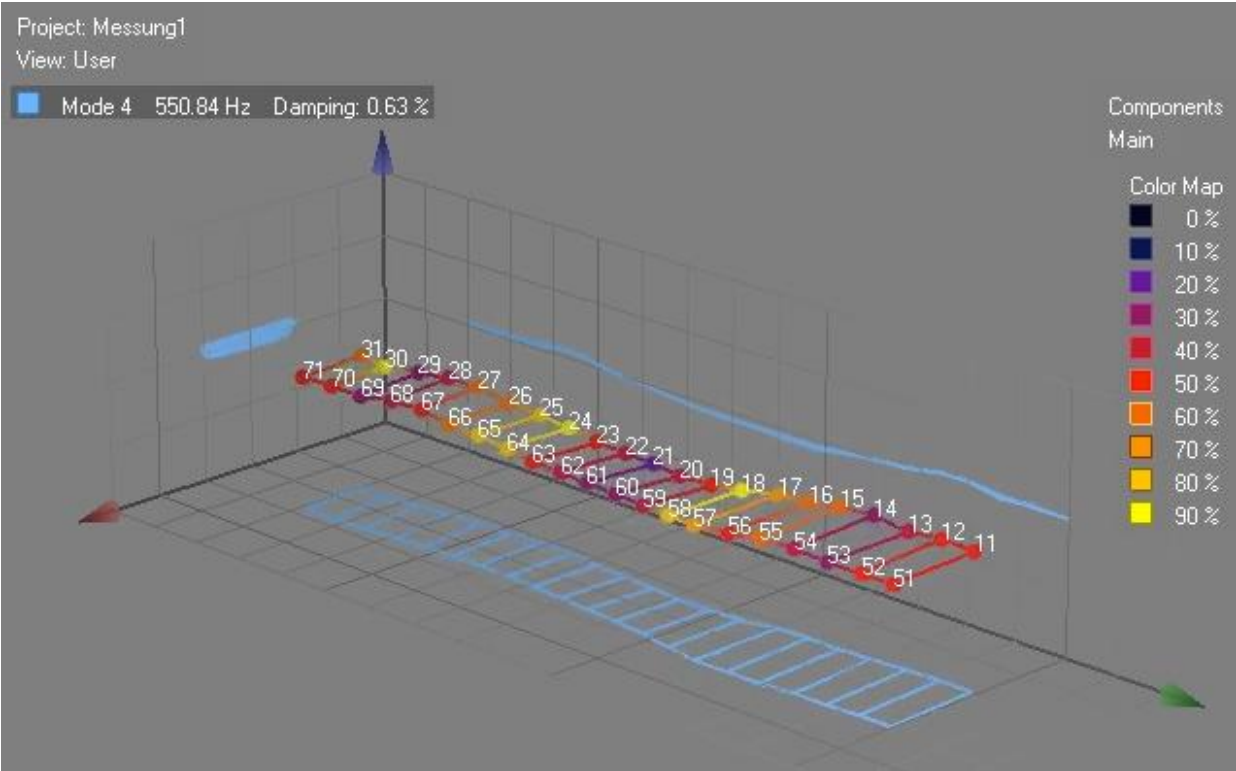 Project: Messung1
View: User
Mode 4 550.84 Hz Damping: 0.63 %
Components
Main
Color Map
0 %
10 %
20 %
30 %
40 %
50 %
60 %
70 %
80 %
90 %
31 30 29 28 27 26 25 24 23 22 21 20 19 18 17 16 15 14 13 12 11
71 70 69 68 67 66 65 64 63 62 61 60 59 58 57 56 55 54 53 52 51